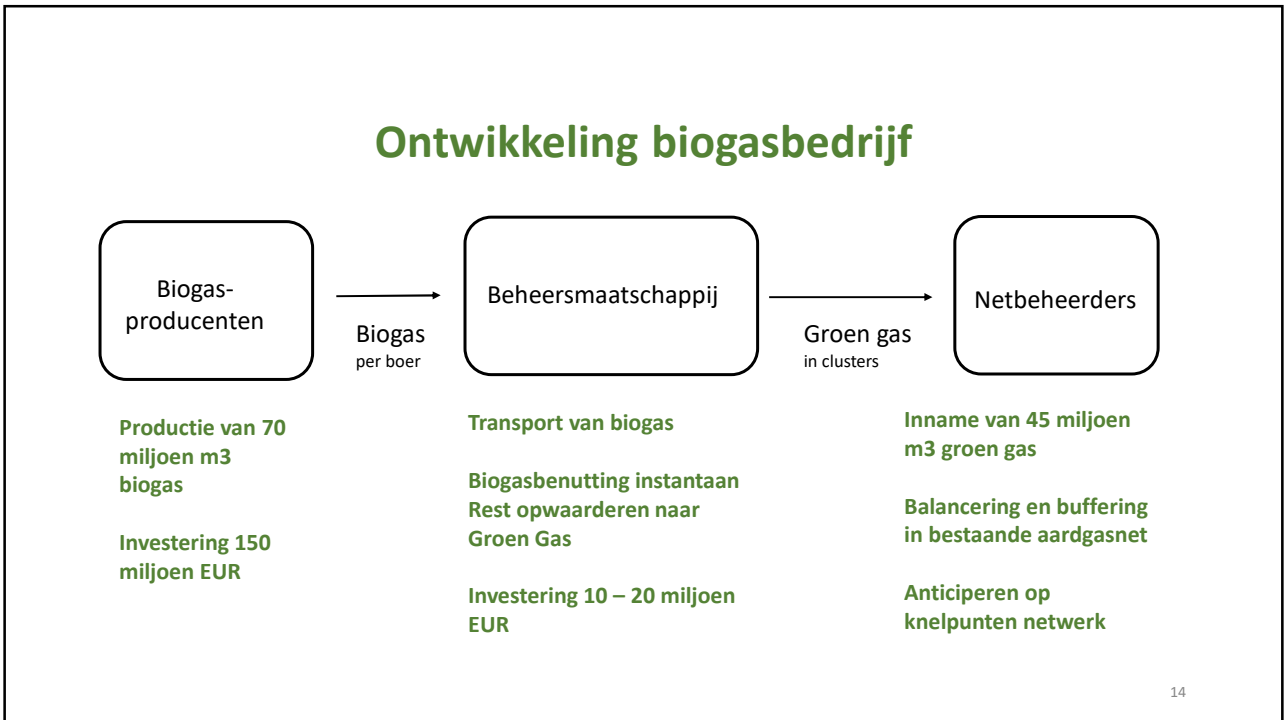 Ontwikkeling biogasbedrijf
Biogas-
producenten
Biogas
per boer
Beheersmaatschappij
Groen gas
in clusters
Netbeheerders
Productie van 70
miljoen m3
biogas
Investering 150
miljoen EUR
Transport van biogas
Biogasbenutting instantaan
Rest opwaarderen naar
Groen Gas
Investering 10 – 20 miljoen
EUR
Inname van 45 miljoen
m3 groen gas
Balancering en buffering
in bestaande aardgasnet
Anticiperen op
knelpunten netwerk
14